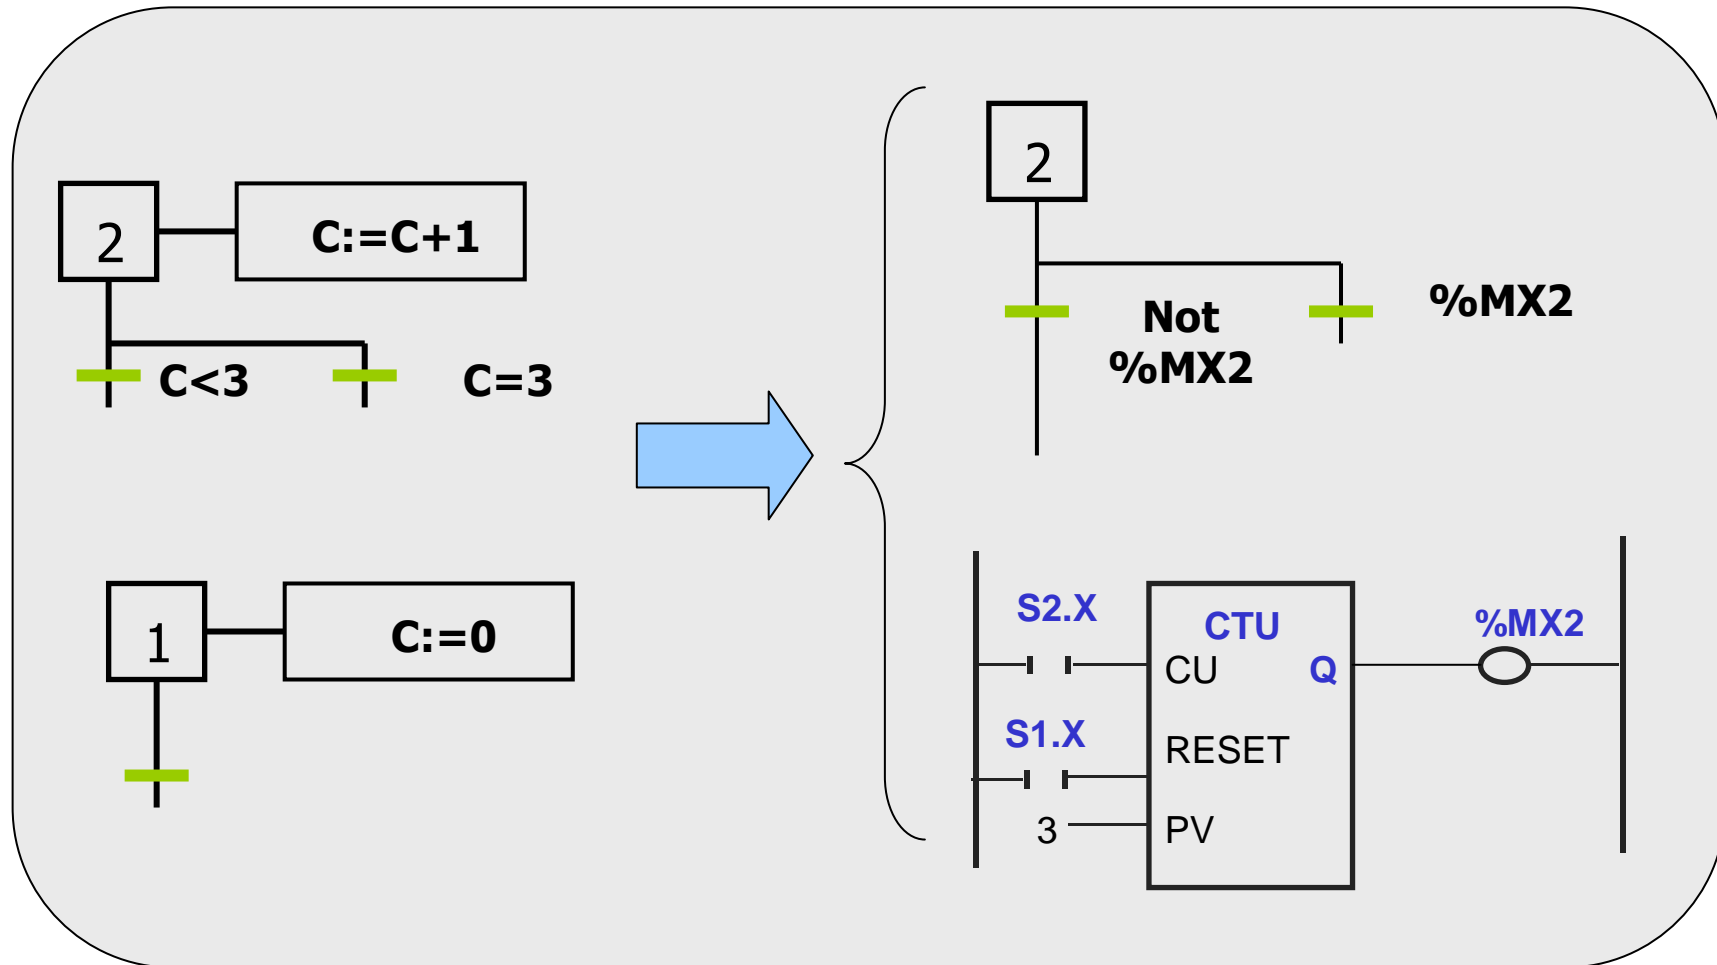 2
C:=C+1
C<3
C=3
1
C:=0
2
Not
%MX2
%MX2
S2.X
CTU
%MX2
CU
Q
S1.X
RESET
3
PV